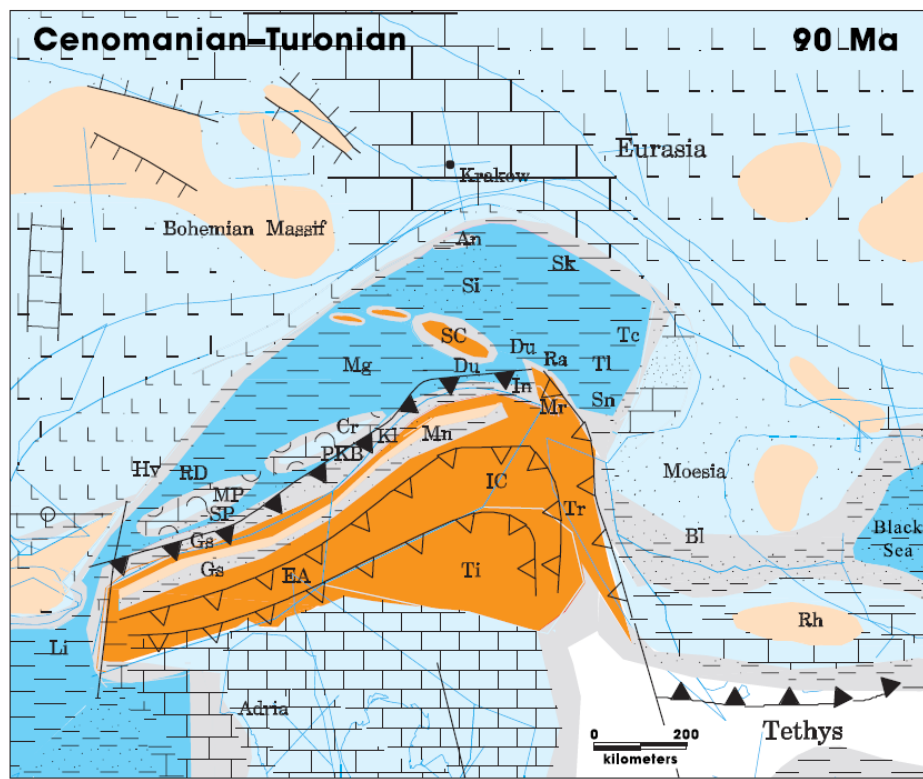 Cenomanian–Turonian
90 Ma
Eurasia
Krakow
Bohemian Massif
An
Sk
Si
SC
Tc
Du
Du
Ra
Tl
Mg
In
Mr
Sn
Cr
Kl
Mn
PKB
Hv
RD
MP
SP
IC
Moesia
Tr
Gs
Bl
Black
Sea
Gs
EA
Ti
Rh
Li
Adria
0
200
kilometers
Tethys